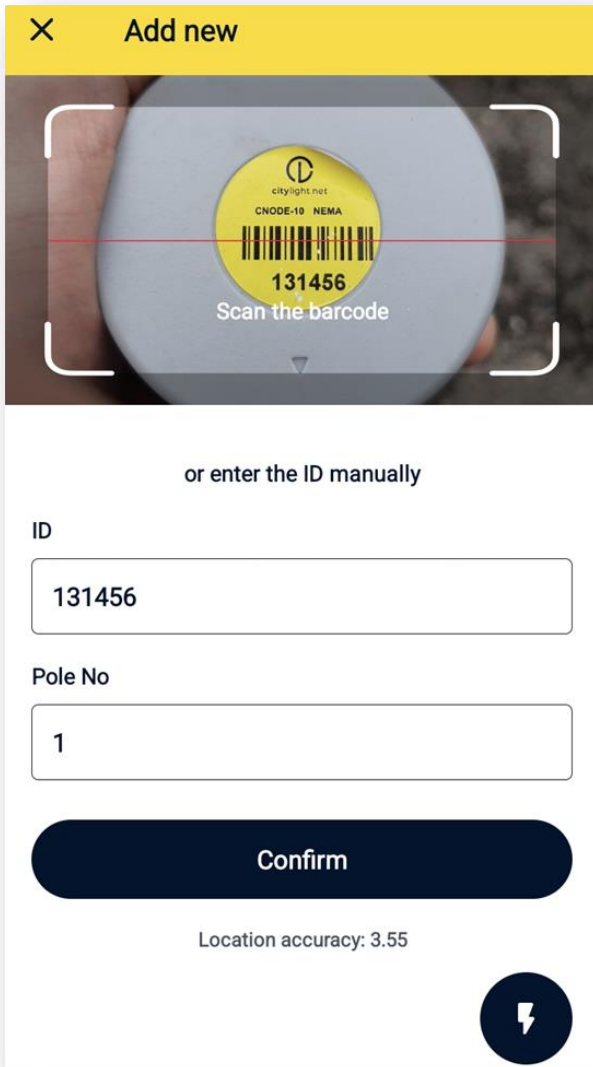 Add new
citylight.net
CNODE-10 NEMA
131456
Scan the barcode
or enter the ID manually
ID
131456
Pole No
1
Confirm
Location accuracy: 3.55